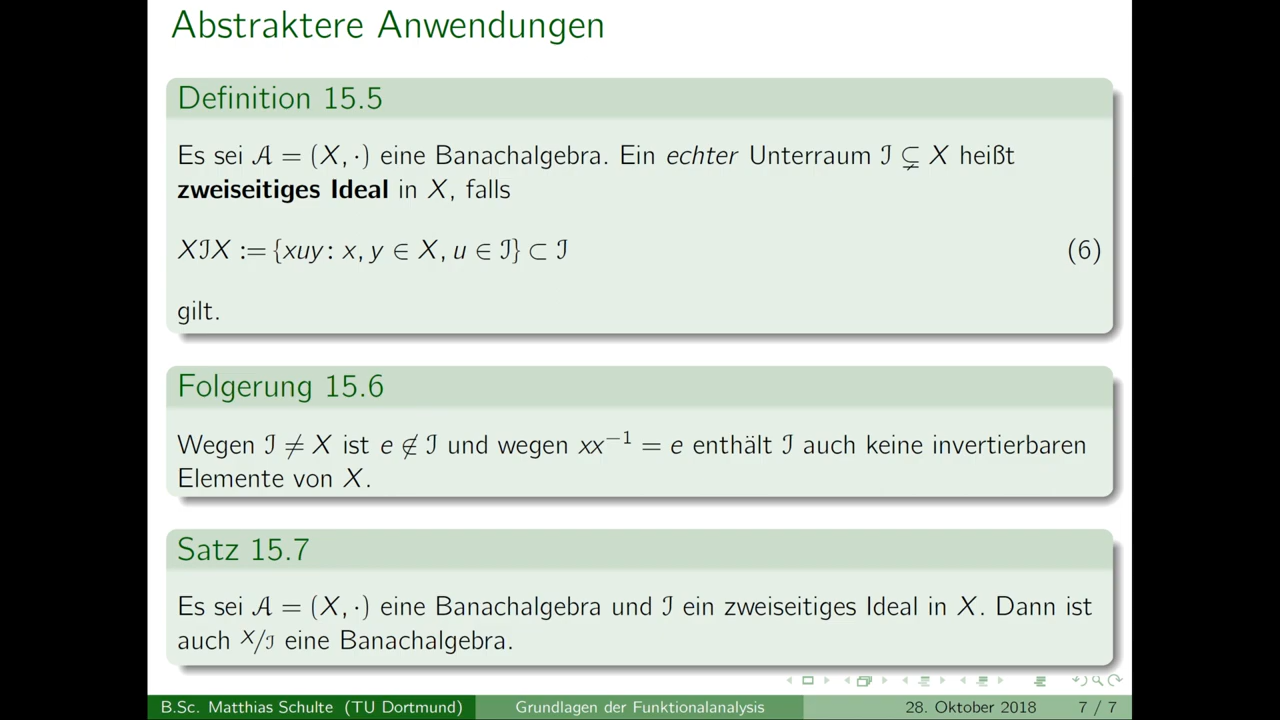 Abstraktere Anwendungen
Definition 15.5
Es sei 𝒜 = (X, ·) eine Banachalgebra. Ein echter Unterraum ℐ ⊊ X heißt
zweiseitiges Ideal in X, falls
XℐX := {xuy : x, y ∈ X, u ∈ ℐ} ⊂ ℐ (6)
gilt.
Folgerung 15.6
Wegen ℐ ≠ X ist e ∉ ℐ und wegen xx⁻¹ = e enthält ℐ auch keine invertierbaren
Elemente von X.
Satz 15.7
Es sei 𝒜 = (X, ·) eine Banachalgebra und ℐ ein zweiseitiges Ideal in X. Dann ist
auch X/ℐ eine Banachalgebra.
B.Sc. Matthias Schulte (TU Dortmund) Grundlagen der Funktionalanalysis 28. Oktober 2018 7 / 7